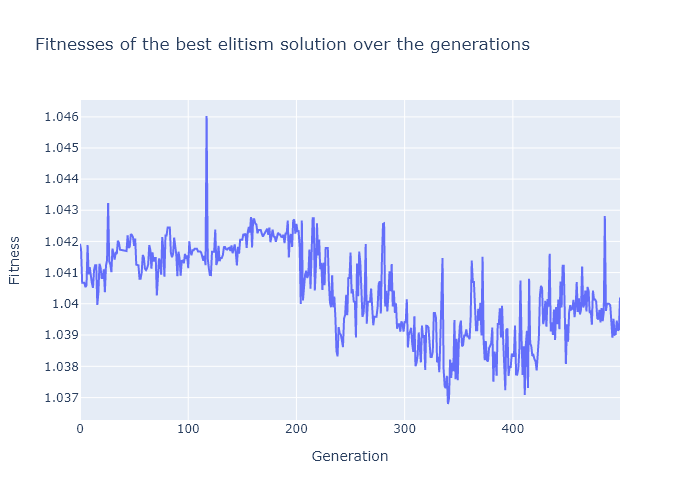 Fitnesses of the best elitism solution over the generations
1.046
1.045
1.044
1.043
1.042
1.041
1.04
1.039
1.038
1.037
Fitness
0 100 200 300 400
Generation